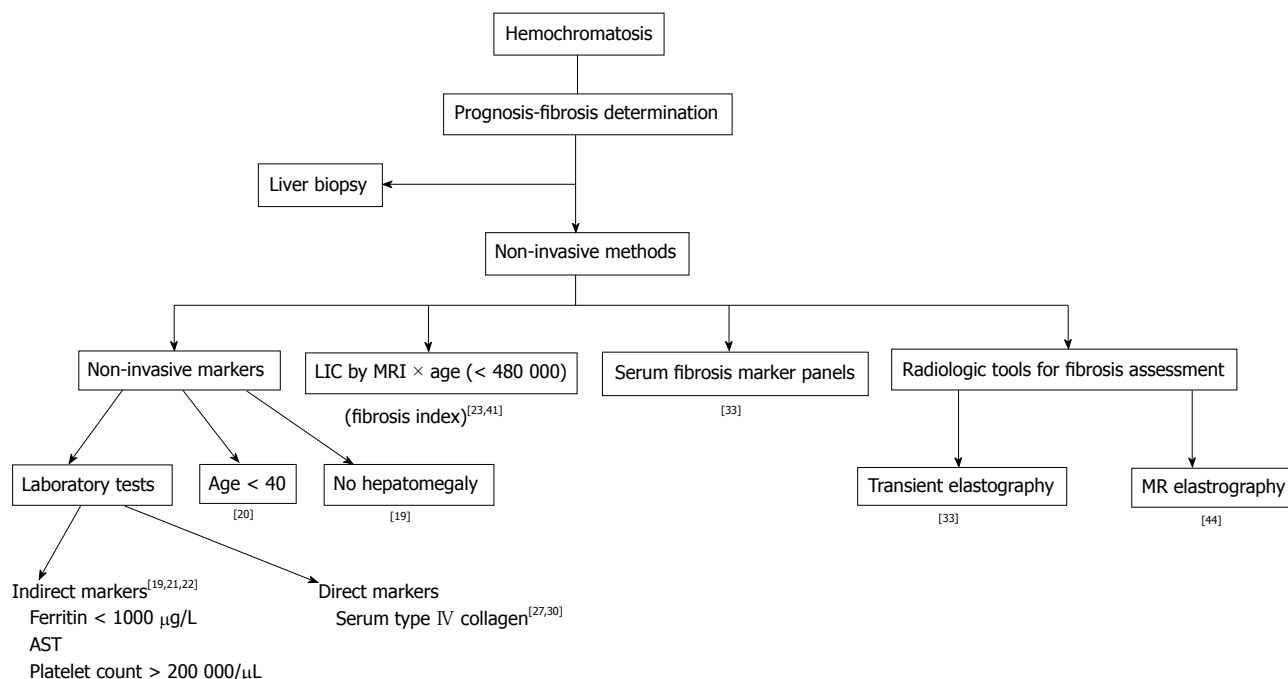 Hemochromatosis
Prognosis-fibrosis determination
Liver biopsy
Non-invasive methods
Non-invasive markers
LIC by MRI × age (< 480 000)
(fibrosis index)[23,41]
Serum fibrosis marker panels
[33]
Radiologic tools for fibrosis assessment
Laboratory tests
Age < 40
[20]
No hepatomegaly
[19]
Transient elastography
[33]
MR elastrography
[44]
Indirect markers[19,21,22]
Ferritin < 1000 μg/L
AST
Platelet count > 200 000/μL
Direct markers
Serum type Ⅳ collagen[27,30]